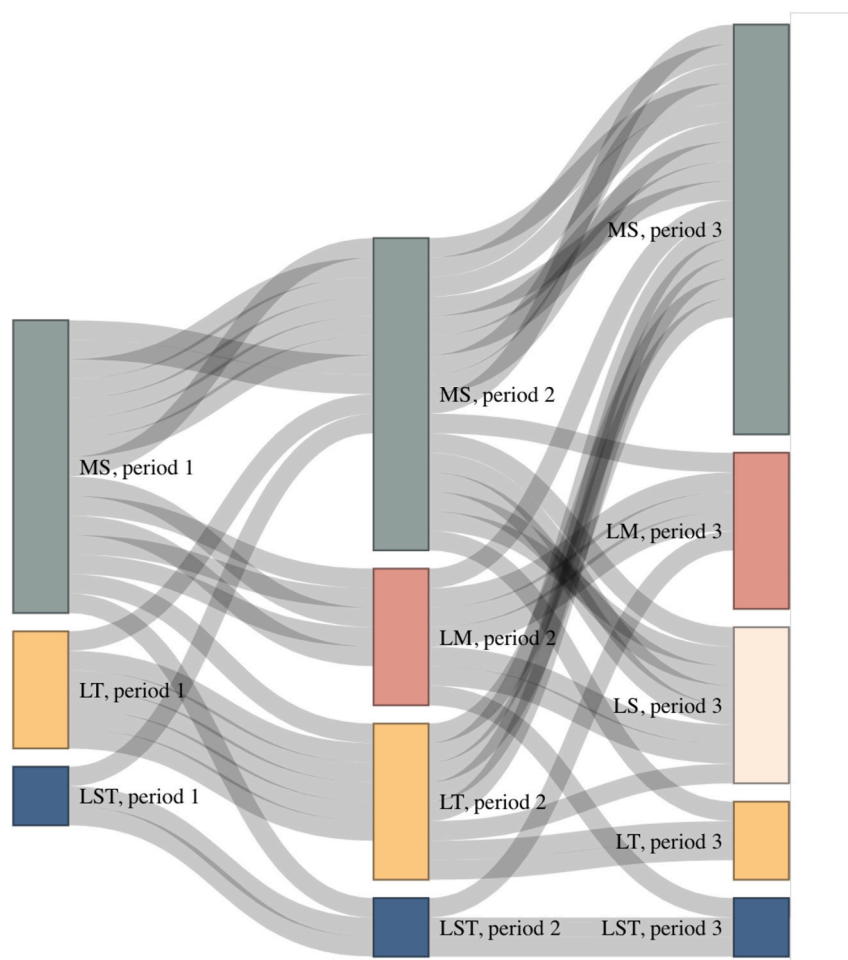 MS, period 1
LT, period 1
LST, period 1
MS, period 2
LM, period 2
LT, period 2
LST, period 2
MS, period 3
LM, period 3
LS, period 3
LT, period 3
LST, period 3